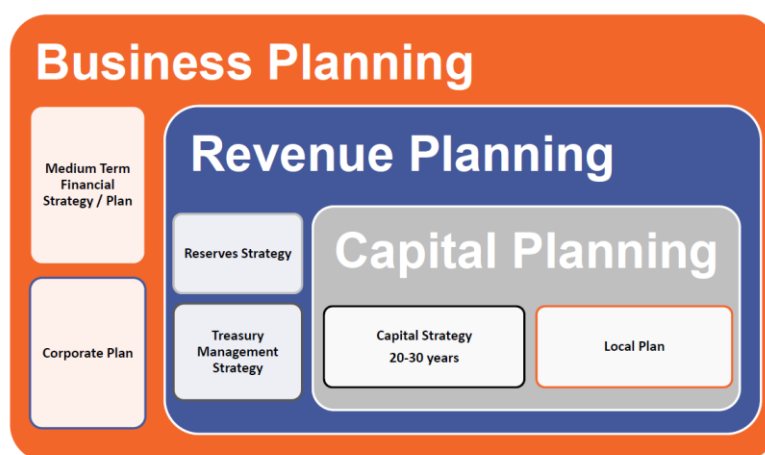 Business Planning
Medium Term
Financial
Strategy / Plan
Corporate Plan
Revenue Planning
Reserves Strategy
Treasury
Management
Strategy
Capital Planning
Capital Strategy
20-30 years
Local Plan